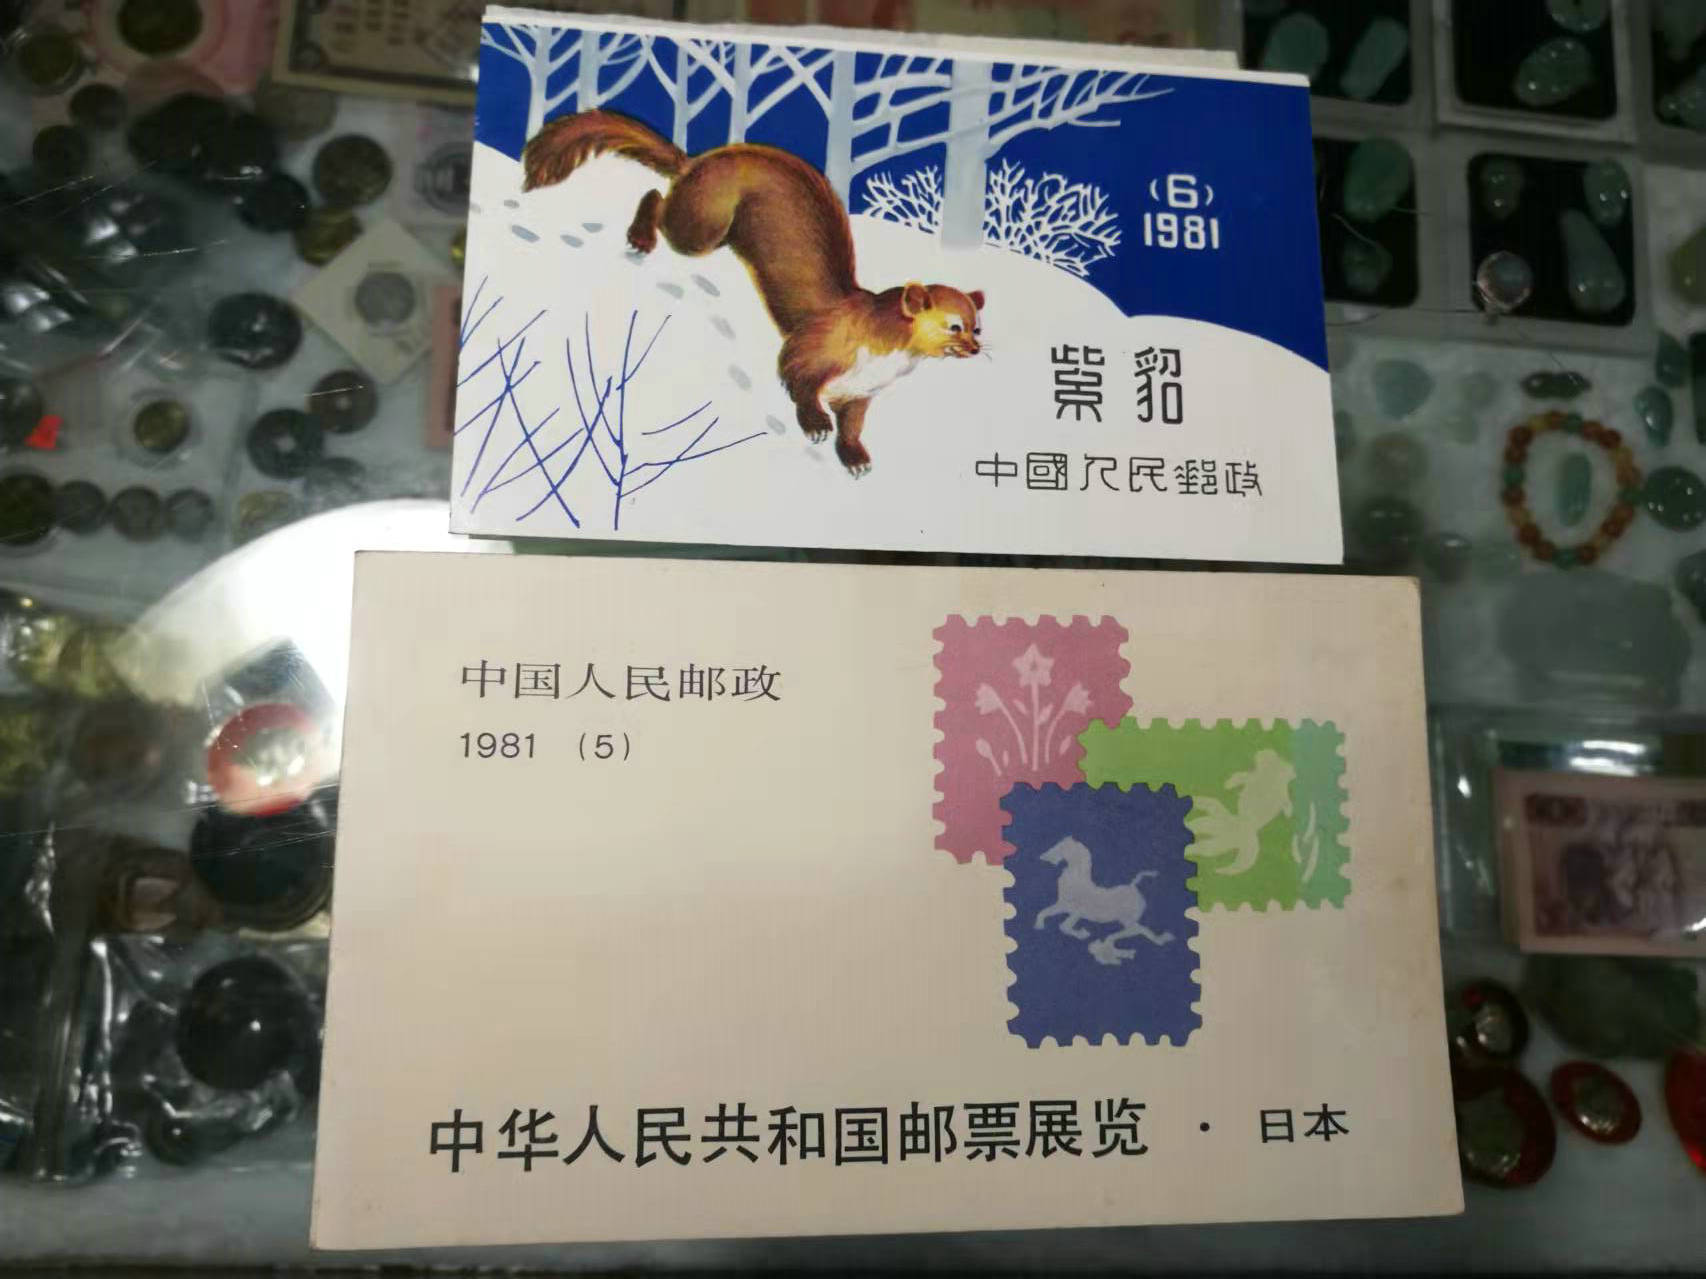 (6)
1981
紫貂
中國人民郵政
中国人民邮政
1981 (5)
中华人民共和国邮票展览 · 日本